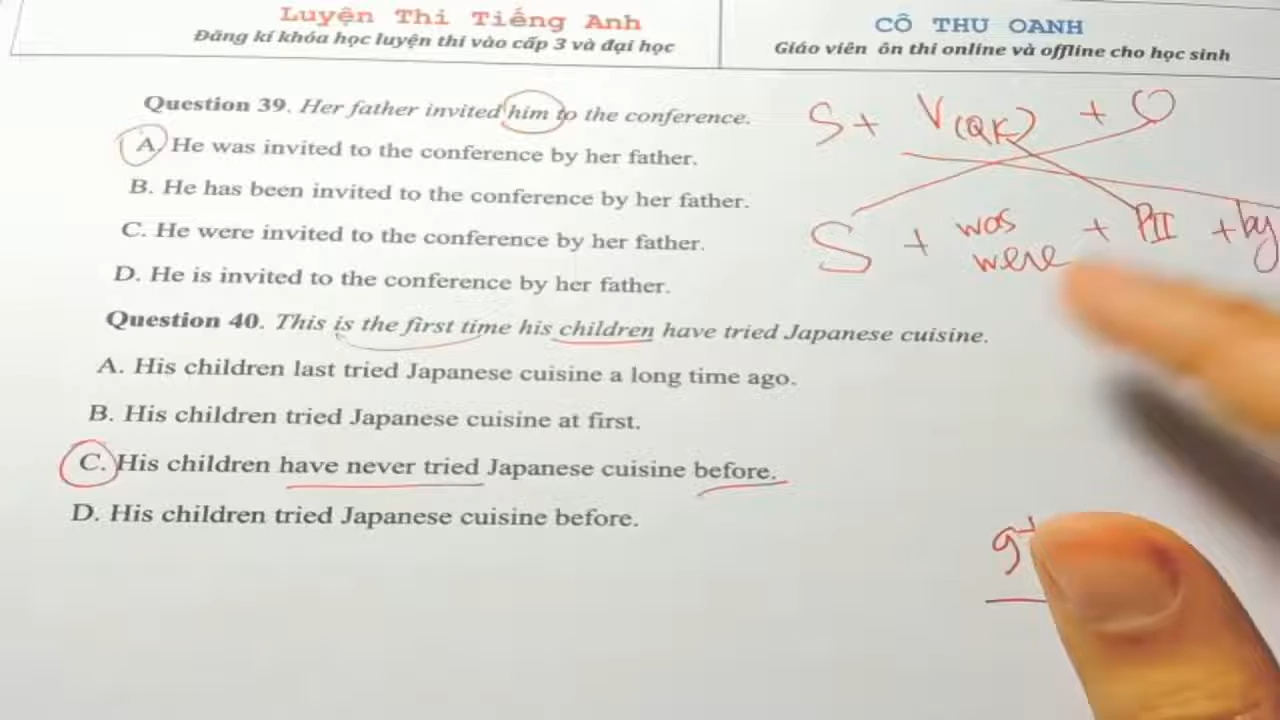 Luyện Thi Tiếng Anh
Đăng kí khóa học luyện thi vào cấp 3 và đại học
CÔ THU OANH
Giáo viên ôn thi online và offline cho học sinh
Question 39. Her father invited him to the conference.
A. He was invited to the conference by her father.
B. He has been invited to the conference by her father.
C. He were invited to the conference by her father.
D. He is invited to the conference by her father.
Question 40. This is the first time his children have tried Japanese cuisine.
A. His children last tried Japanese cuisine a long time ago.
B. His children tried Japanese cuisine at first.
C. His children have never tried Japanese cuisine before.
D. His children tried Japanese cuisine before.
S + V(QK) + O
S + was + PII + by
were